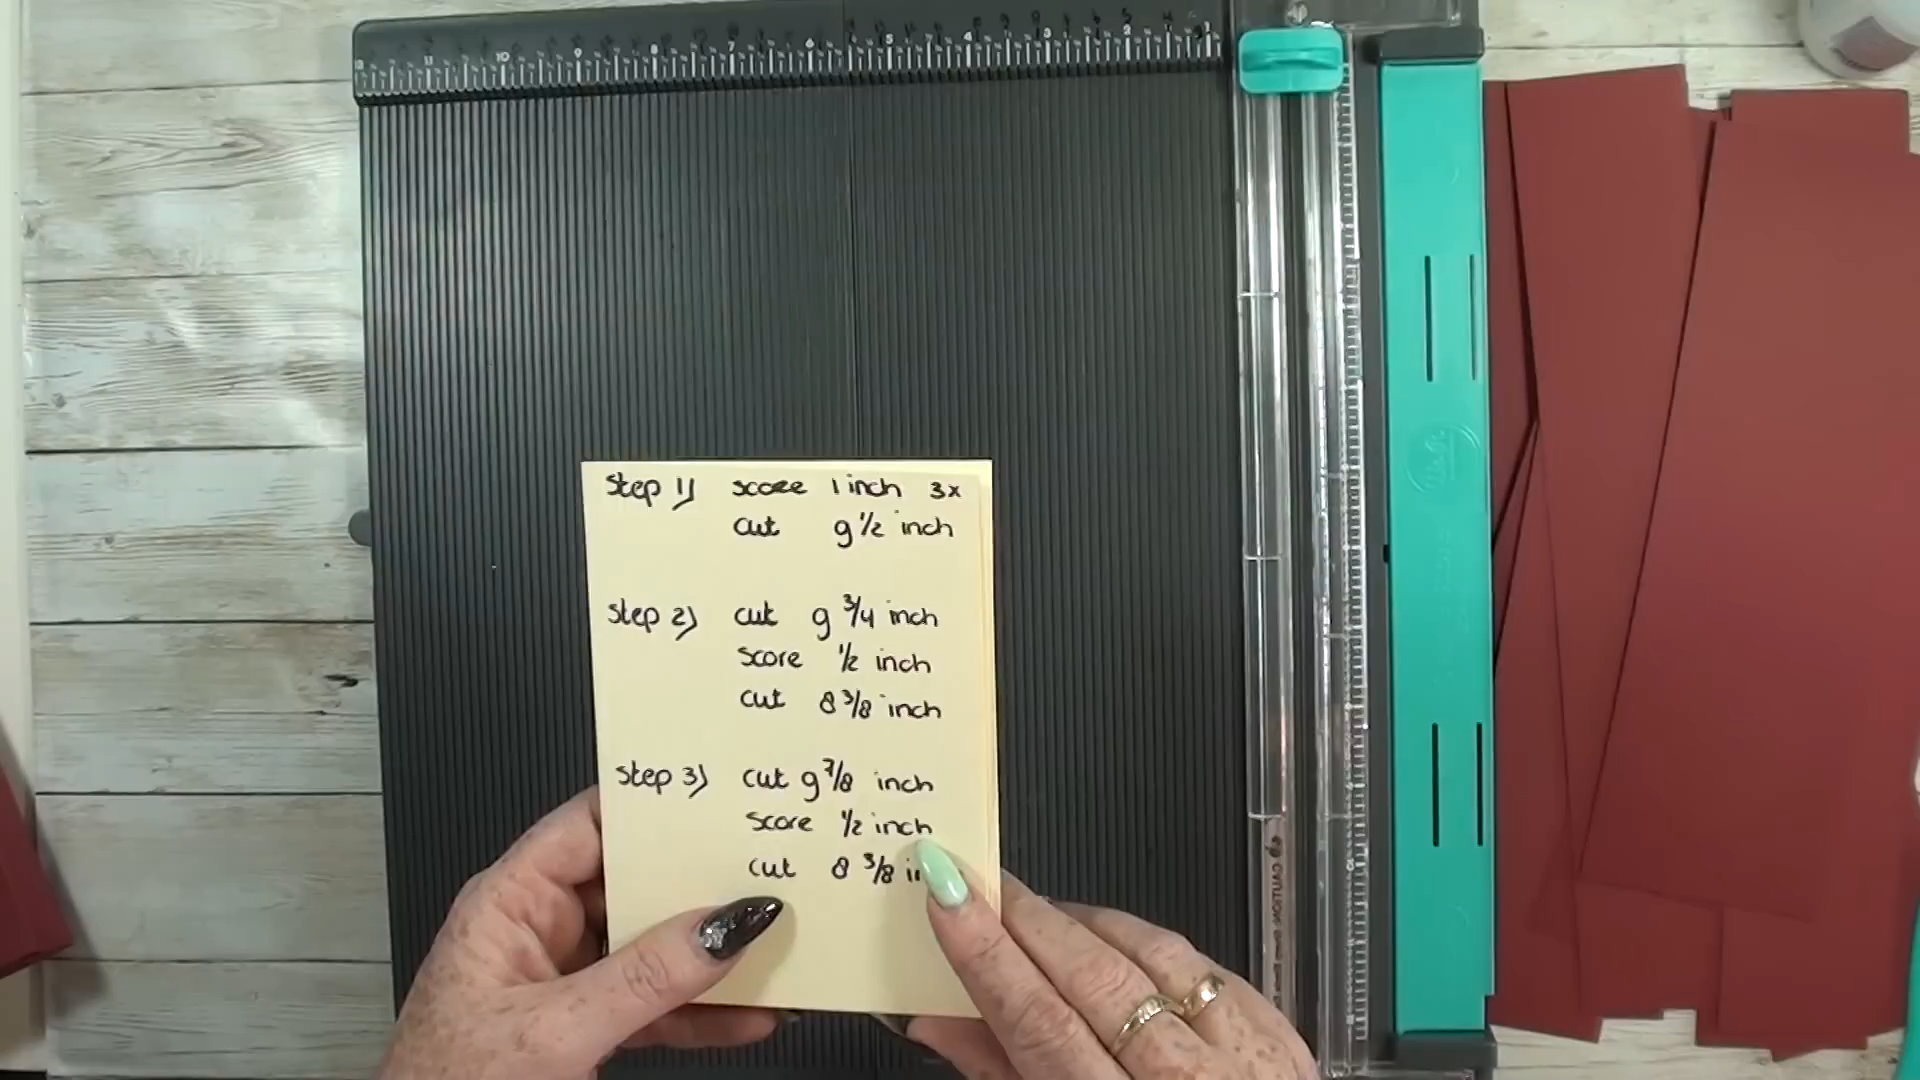 Step 1) score 1 inch 3x
cut 9 1/2 inch
Step 2) cut 9 3/4 inch
Score 1/2 inch
cut 8 3/8 inch
Step 3) cut 9 7/8 inch
Score 1/2 inch
cut 8 3/8